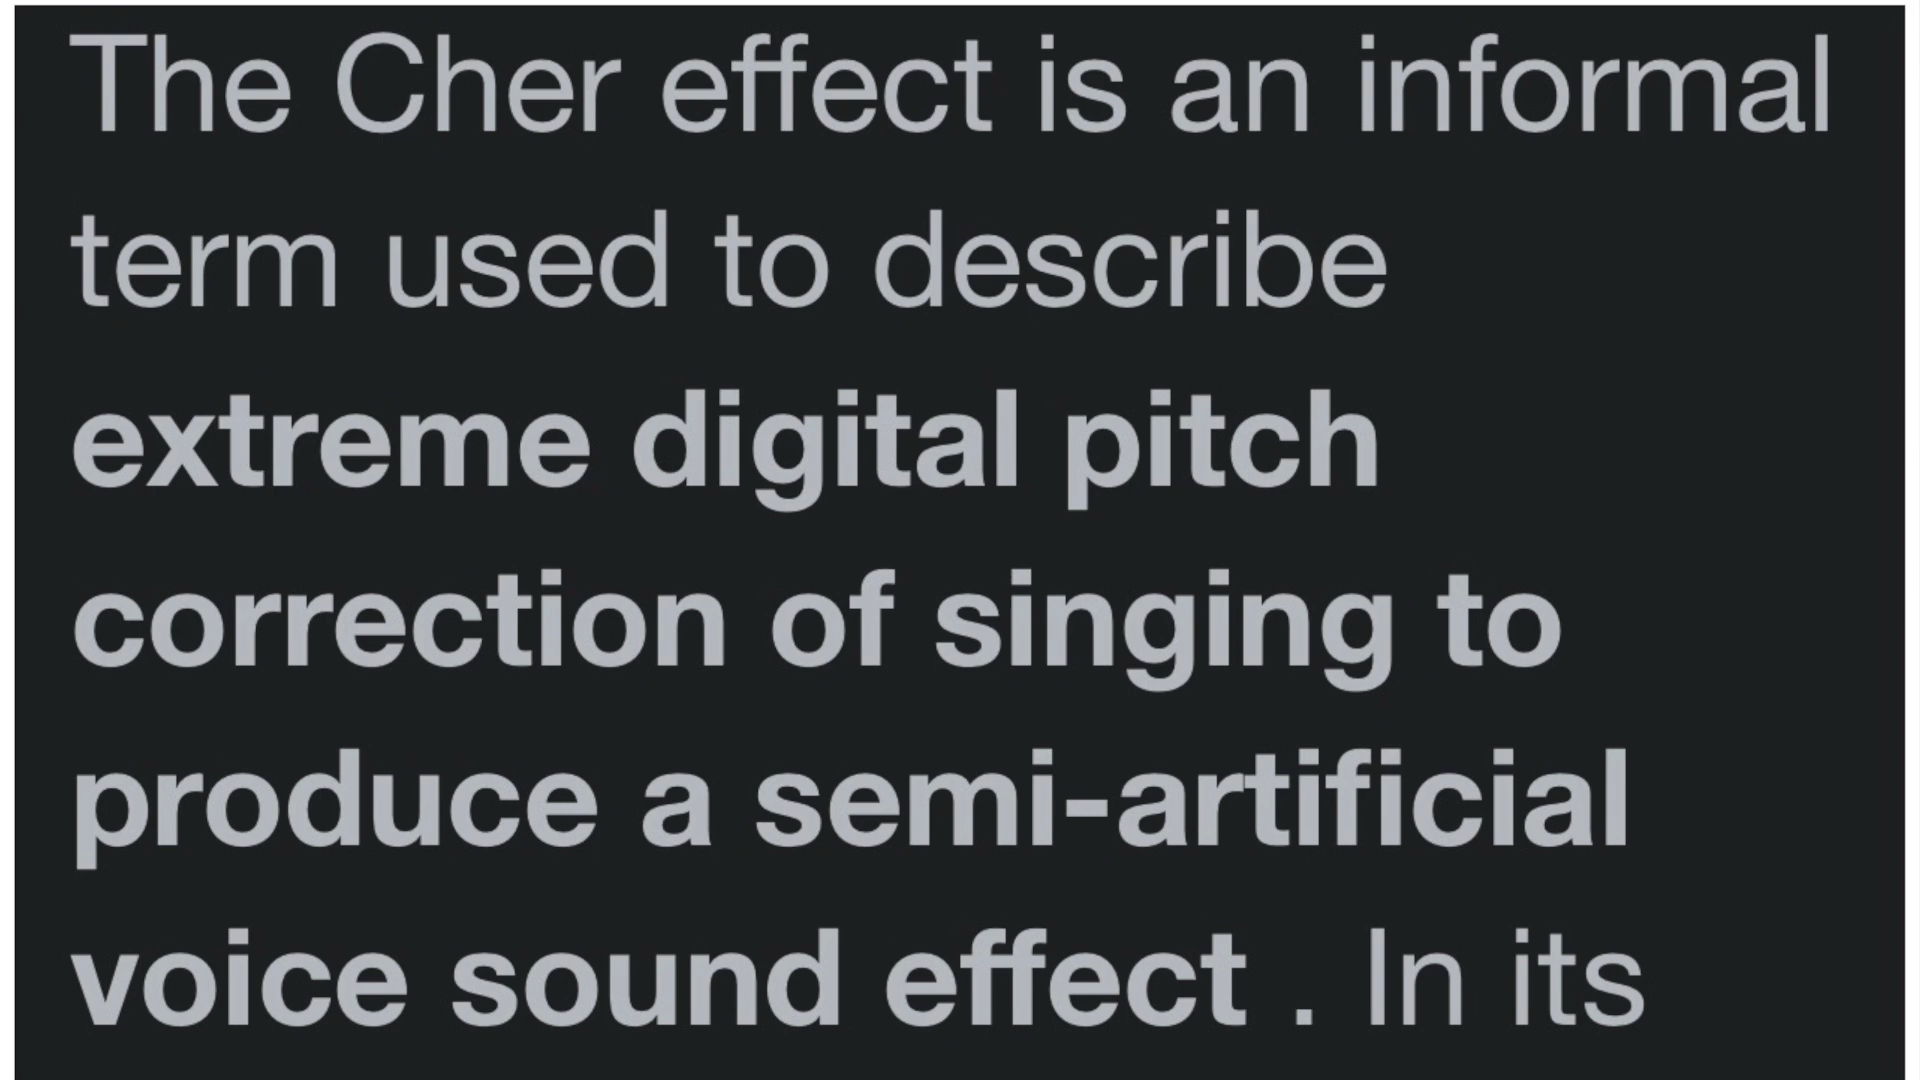 The Cher effect is an informal
term used to describe
extreme digital pitch
correction of singing to
produce a semi-artificial
voice sound effect . In its